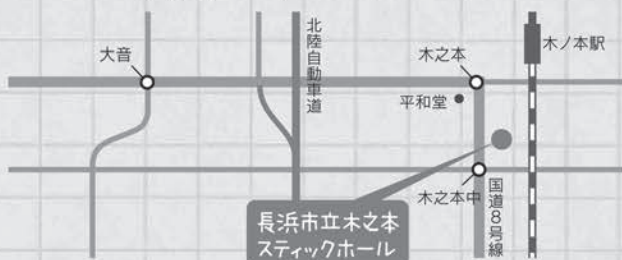 大音
北陸自動車道
木之本
木ノ本駅
平和堂
木之本中
国道8号線
長浜市立木之本
スティックホール